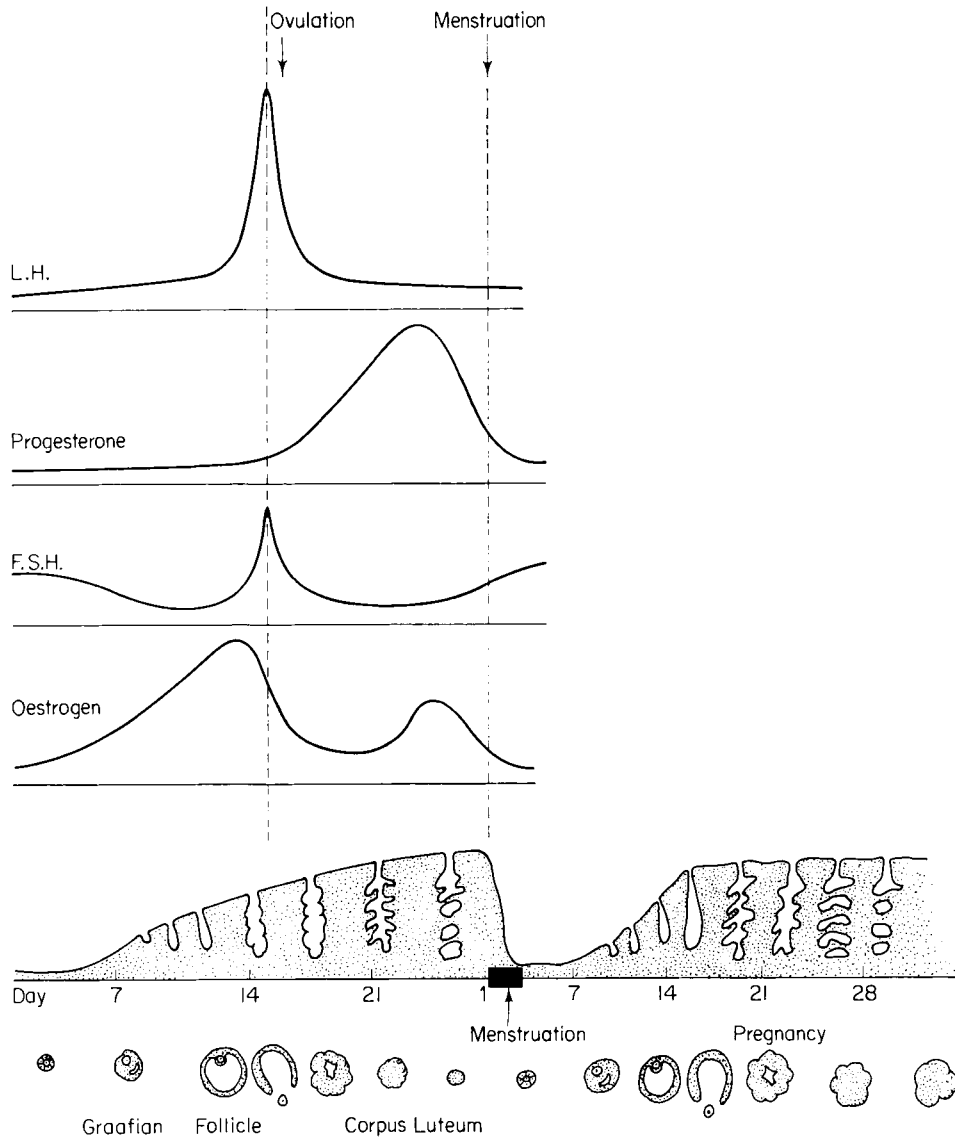 Ovulation Menstruation
L.H.
Progesterone
F.S.H.
Oestrogen
Day 7 14 21 1 7 14 21 28
Menstruation Pregnancy
Graafian Follicle Corpus Luteum